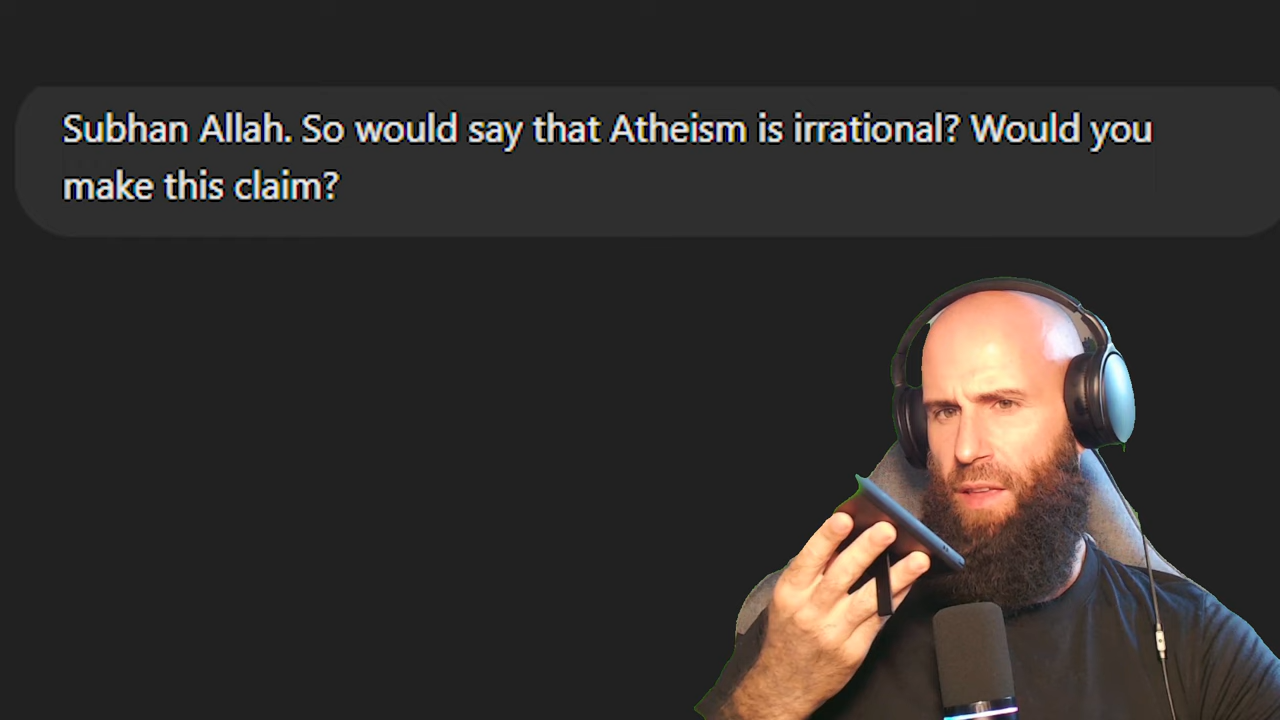 Subhan Allah. So would say that Atheism is irrational? Would you
make this claim?